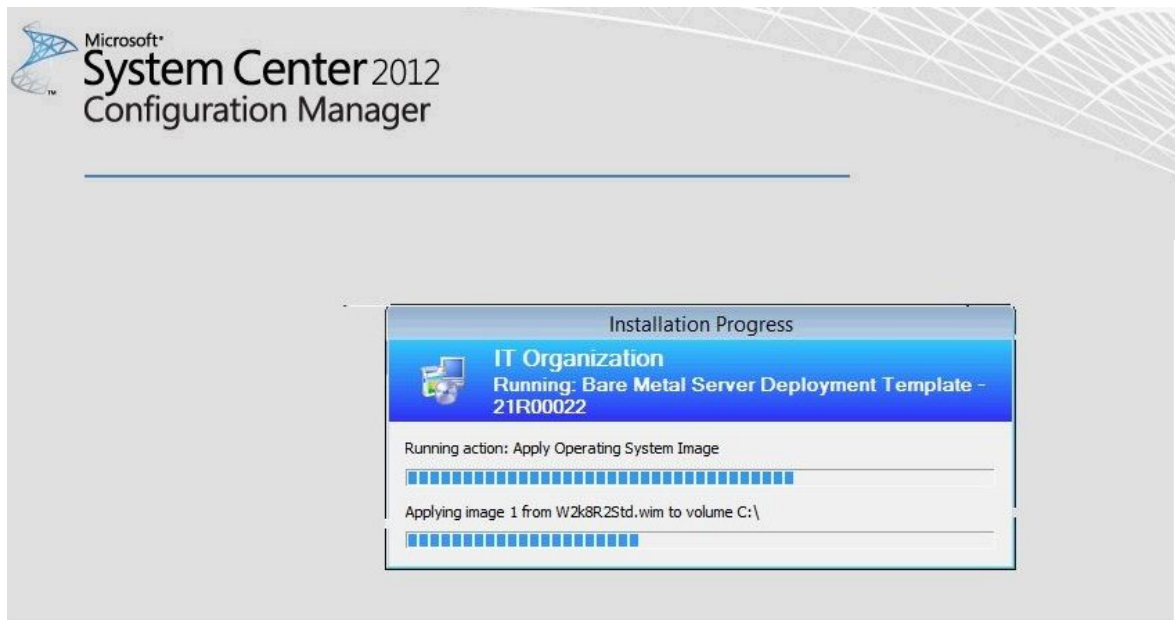 Microsoft®
System Center 2012
Configuration Manager
Installation Progress
IT Organization
Running: Bare Metal Server Deployment Template -
21R00022
Running action: Apply Operating System Image
Applying image 1 from W2k8R2Std.wim to volume C:\